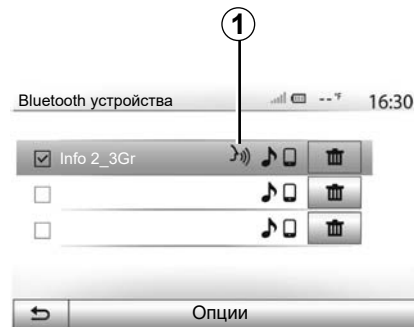 1
Bluetooth устройства --°F 16:30
Info 2_3Gr
Опции